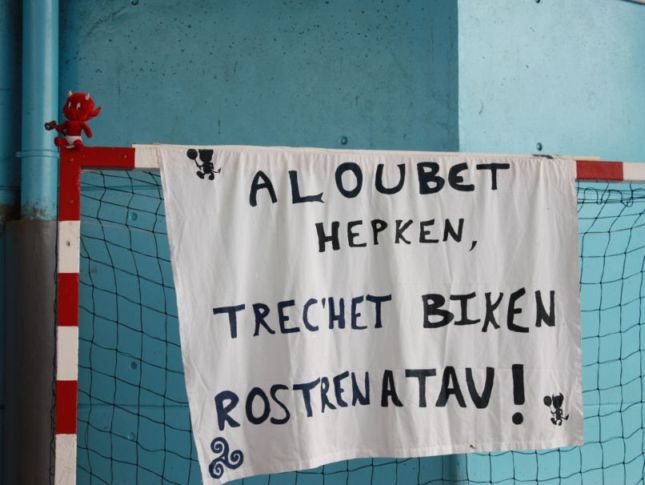 ALOUBET
HEPKEN,
TREC'HET BIKEN
ROSTRENATAV!